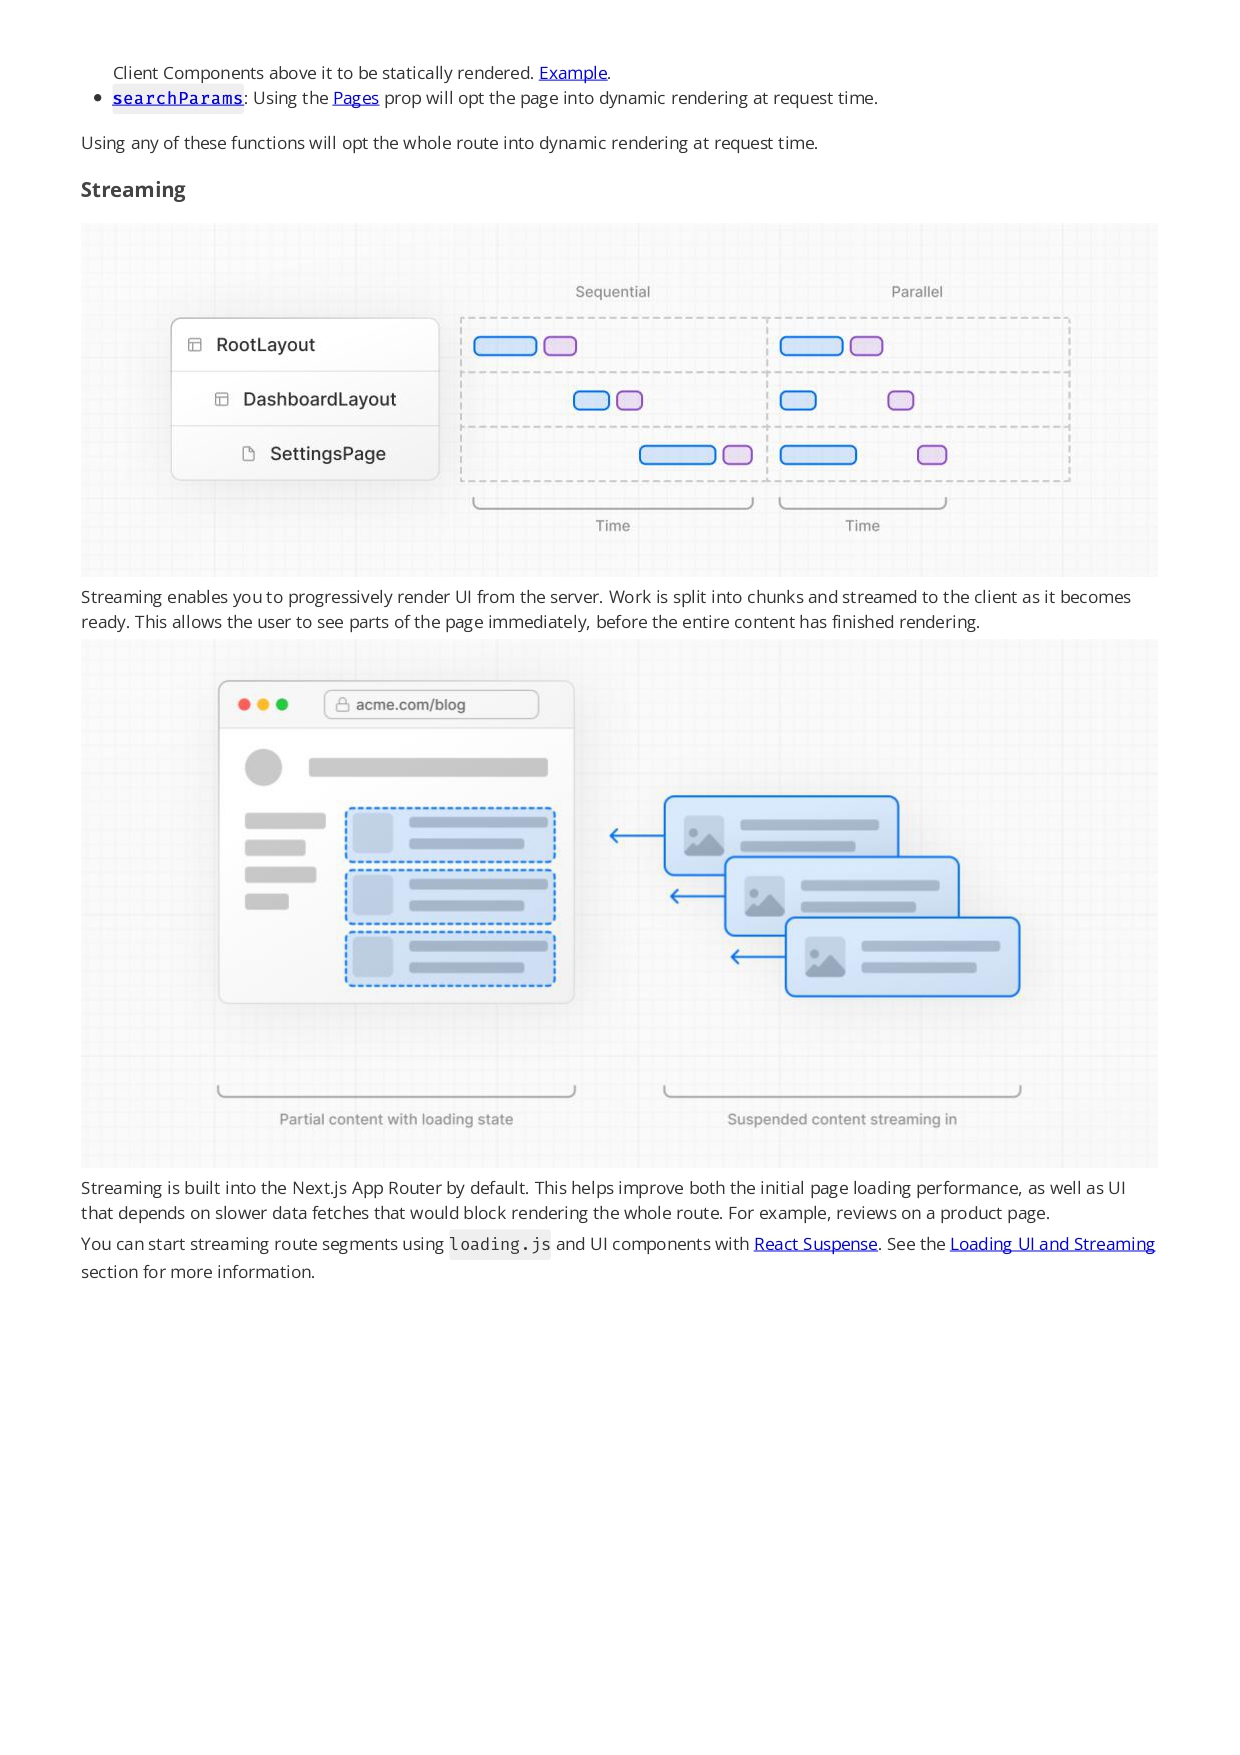 Client Components above it to be statically rendered. Example.
• searchParams: Using the Pages prop will opt the page into dynamic rendering at request time.
Using any of these functions will opt the whole route into dynamic rendering at request time.
Streaming
Sequential Parallel
RootLayout
DashboardLayout
SettingsPage
Time Time
Streaming enables you to progressively render UI from the server. Work is split into chunks and streamed to the client as it becomes
ready. This allows the user to see parts of the page immediately, before the entire content has finished rendering.
acme.com/blog
Partial content with loading state Suspended content streaming in
Streaming is built into the Next.js App Router by default. This helps improve both the initial page loading performance, as well as UI
that depends on slower data fetches that would block rendering the whole route. For example, reviews on a product page.
You can start streaming route segments using loading.js and UI components with React Suspense. See the Loading UI and Streaming
section for more information.